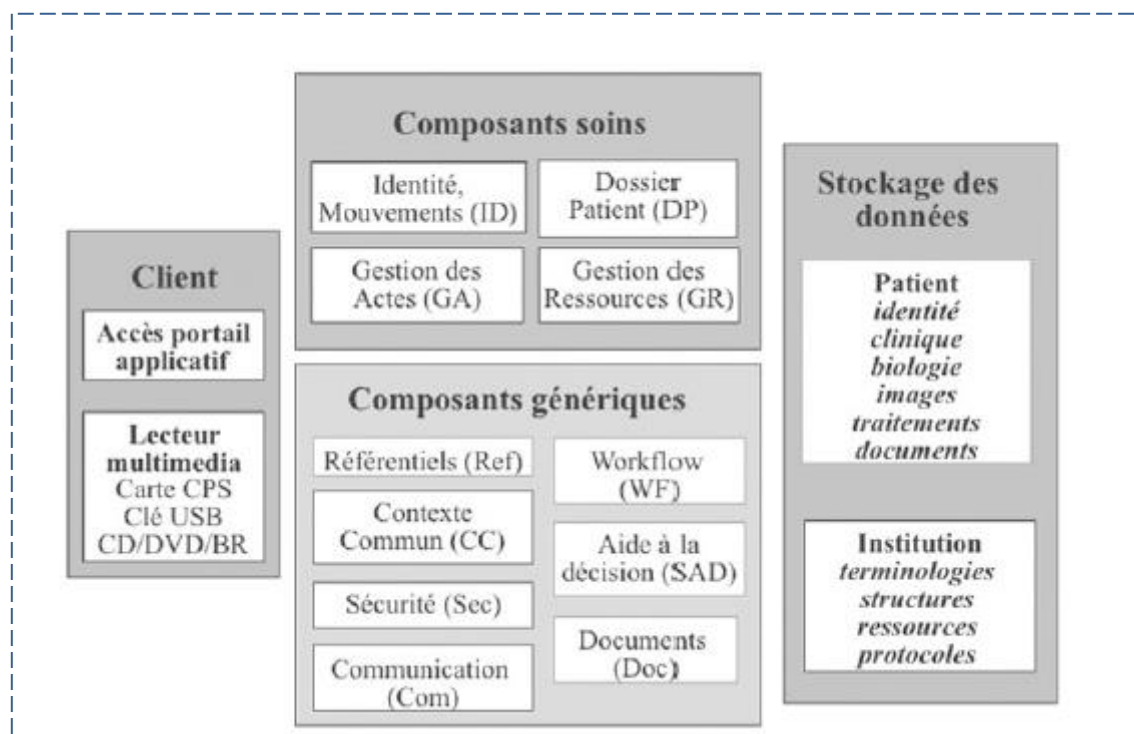 Client
Accès portail
applicatif
Lecteur
multimedia
Carte CPS
Clé USB
CD/DVD/BR
Composants soins
Identité,
Mouvements (ID)
Dossier
Patient (DP)
Gestion des
Actes (GA)
Gestion des
Ressources (GR)
Composants génériques
Référentiels (Ref)
Contexte
Commun (CC)
Sécurité (Sec)
Communication
(Com)
Workflow
(WF)
Aide à la
décision (SAD)
Documents
(Doc)
Stockage des
données
Patient
identité
clinique
biologie
images
traitements
documents
Institution
terminologies
structures
ressources
protocoles